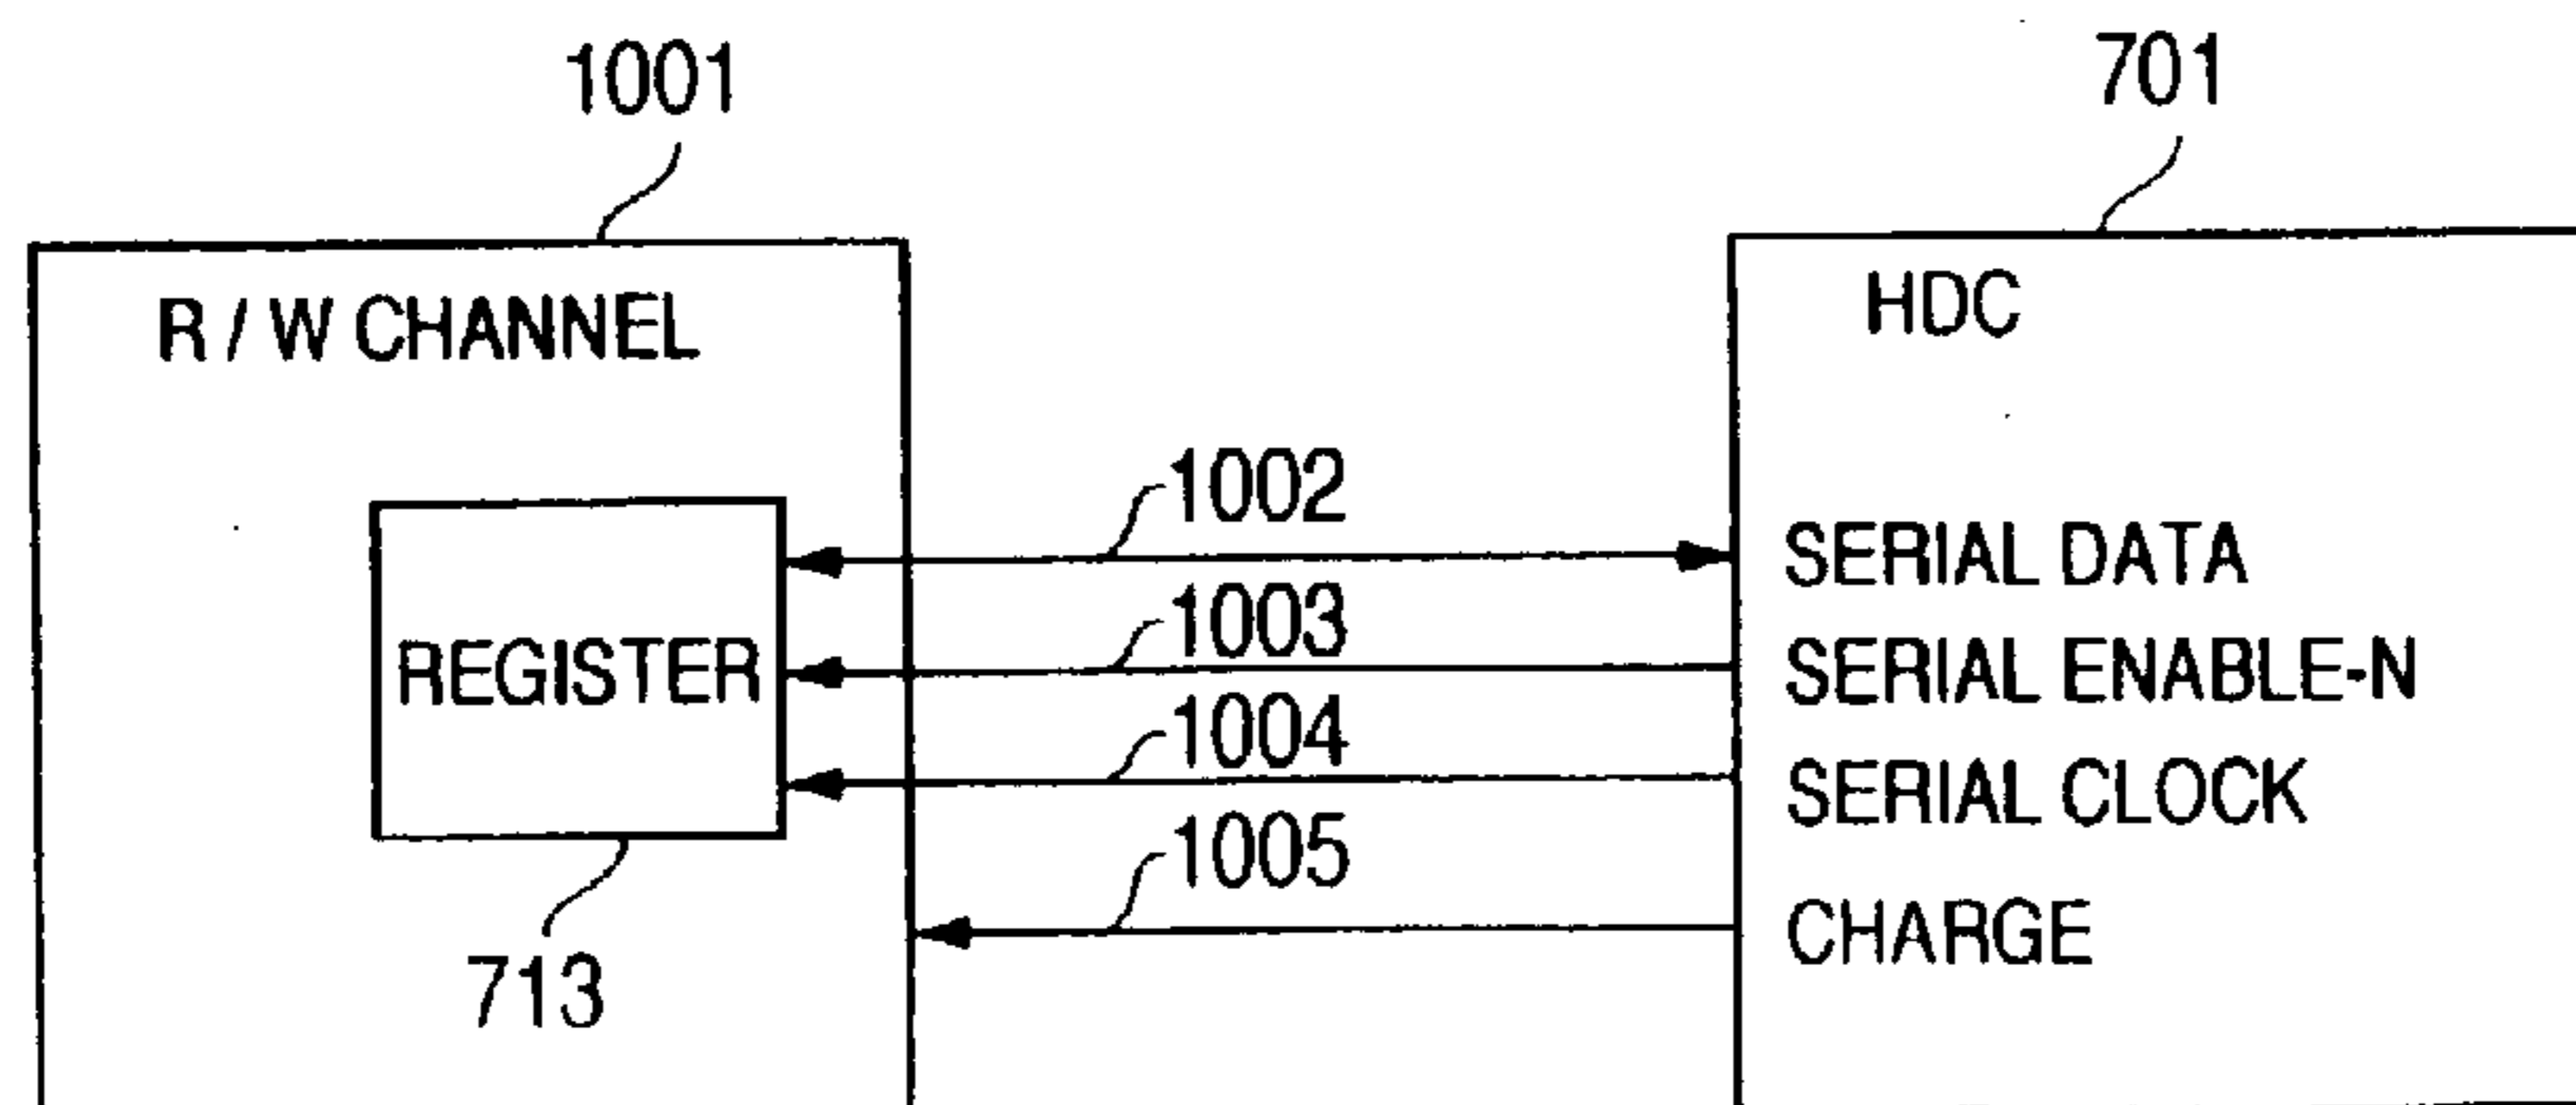 1001
701
R / W CHANNEL
HDC
1002
SERIAL DATA
1003
REGISTER
SERIAL ENABLE-N
1004
SERIAL CLOCK
1005
CHARGE
713